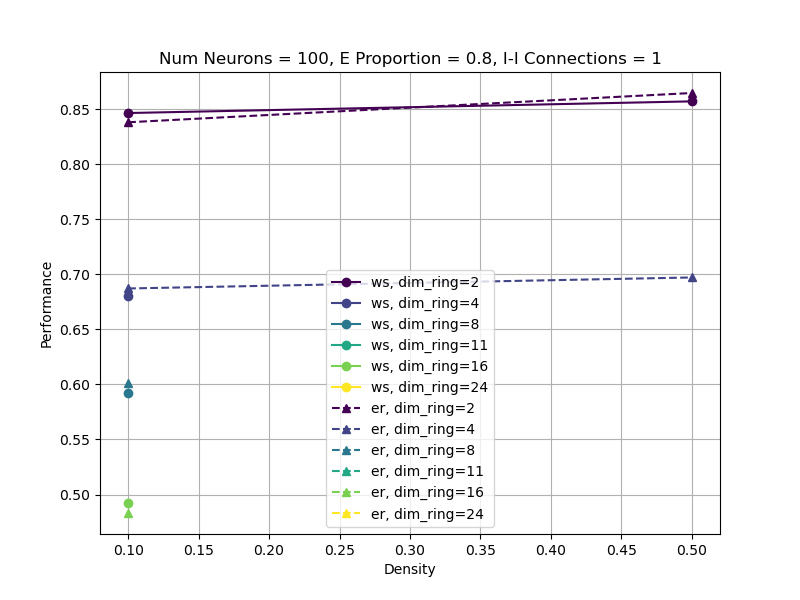 Num Neurons = 100, E Proportion = 0.8, I-I Connections = 1
Performance
0.85
0.80
0.75
0.70
0.65
0.60
0.55
0.50
ws, dim_ring=2
ws, dim_ring=4
ws, dim_ring=8
ws, dim_ring=11
ws, dim_ring=16
ws, dim_ring=24
er, dim_ring=2
er, dim_ring=4
er, dim_ring=8
er, dim_ring=11
er, dim_ring=16
er, dim_ring=24
0.10 0.15 0.20 0.25 0.30 0.35 0.40 0.45 0.50
Density